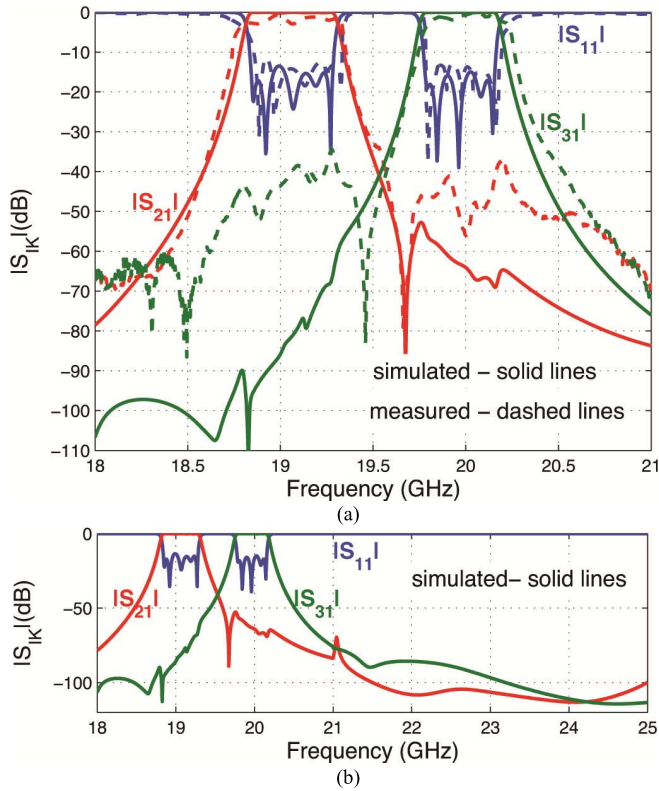 0
−10
−20
−30
−40
−50
−60
−70
−80
−90
−100
−110
|S_IK|(dB)
|S11|
|S21|
|S31|
simulated – solid lines
measured – dashed lines
18 18.5 19 19.5 20 20.5 21
Frequency (GHz)
(a)
0
−50
−100
|S_IK|(dB)
|S11|
|S21|
|S31|
simulated– solid lines
18 19 20 21 22 23 24 25
Frequency (GHz)
(b)